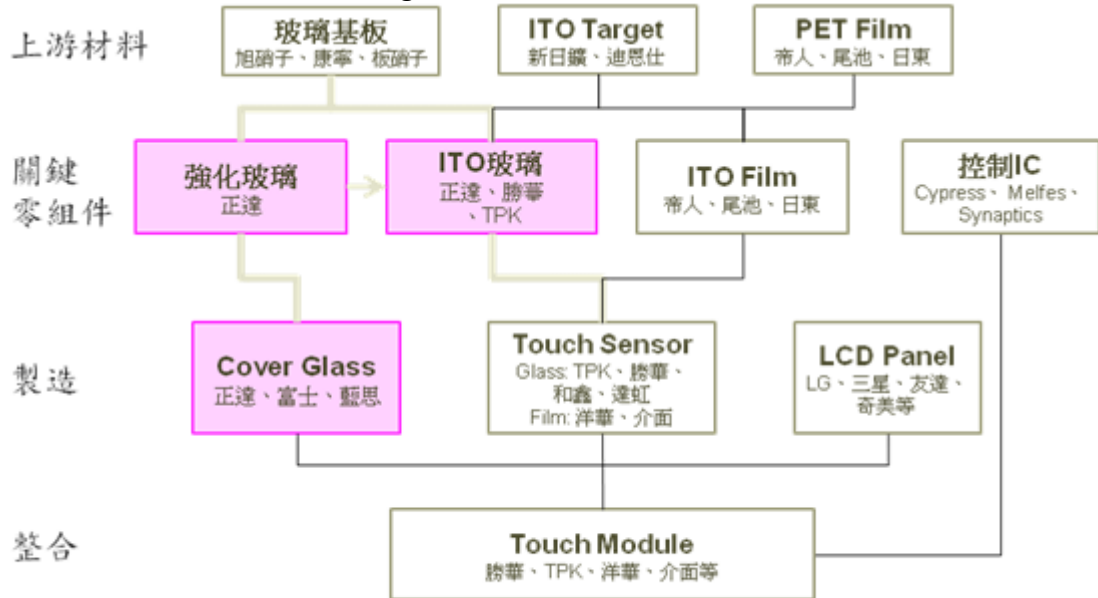 上游材料
玻璃基板
旭硝子、康寧、板硝子
ITO Target
新日鑛、迪恩仕
PET Film
帝人、尾池、日東
關鍵
零組件
強化玻璃
正達
ITO玻璃
正達、勝華
、TPK
ITO Film
帝人、尾池、日東
控制IC
Cypress、Melfes、
Synaptics
製造
Cover Glass
正達、富士、藍思
Touch Sensor
Glass: TPK、勝華、
和鑫、達虹
Film: 洋華、介面
LCD Panel
LG、三星、友達、
奇美等
整合
Touch Module
勝華、TPK、洋華、介面等